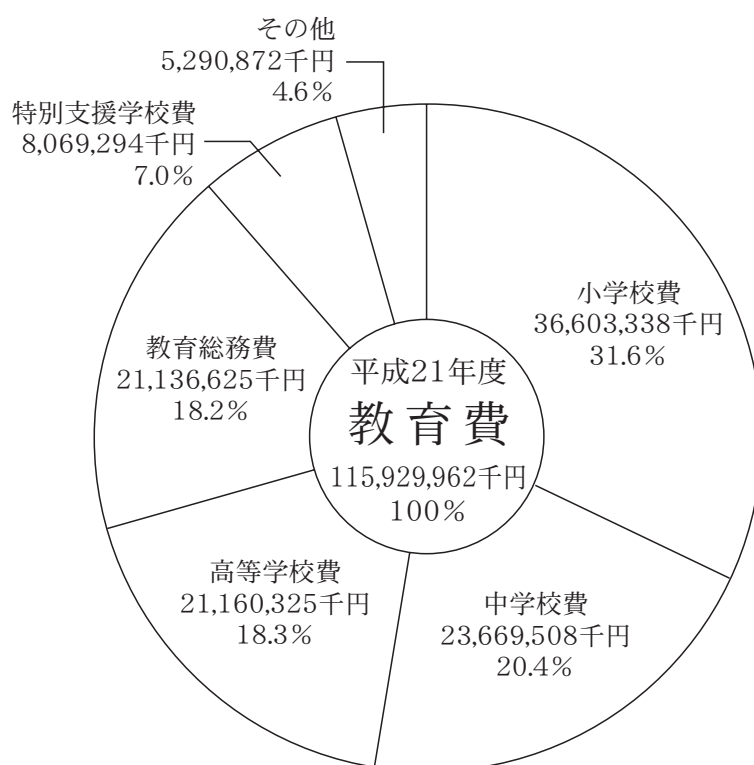 その他
5,290,872千円
4.6%
特別支援学校費
8,069,294千円
7.0%
小学校費
36,603,338千円
31.6%
教育総務費
21,136,625千円
18.2%
平成21年度
教育費
115,929,962千円
100%
高等学校費
21,160,325千円
18.3%
中学校費
23,669,508千円
20.4%